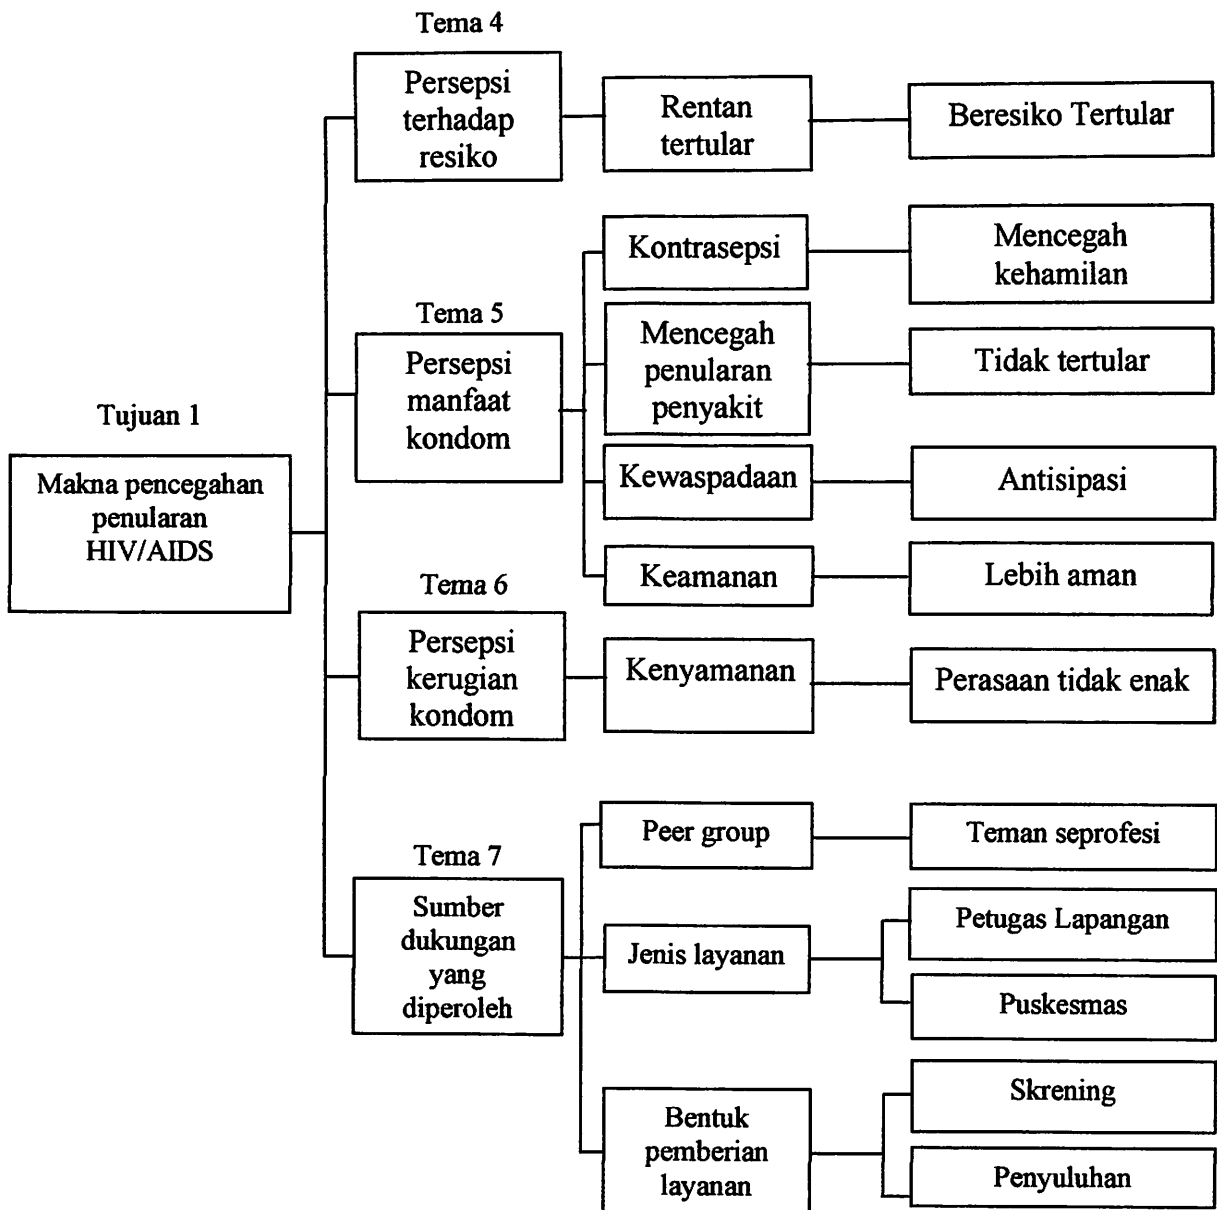 Tema 4
Persepsi
terhadap
resiko
Rentan
tertular
Beresiko Tertular
Tema 5
Persepsi
manfaat
kondom
Kontrasepsi
Mencegah
kehamilan
Mencegah
penularan
penyakit
Tidak tertular
Kewaspadaan
Antisipasi
Keamanan
Lebih aman
Tujuan 1
Makna pencegahan
penularan
HIV/AIDS
Tema 6
Persepsi
kerugian
kondom
Kenyamanan
Perasaan tidak enak
Tema 7
Sumber
dukungan
yang
diperoleh
Peer group
Teman seprofesi
Jenis layanan
Petugas Lapangan
Puskesmas
Bentuk
pemberian
layanan
Skrening
Penyuluhan